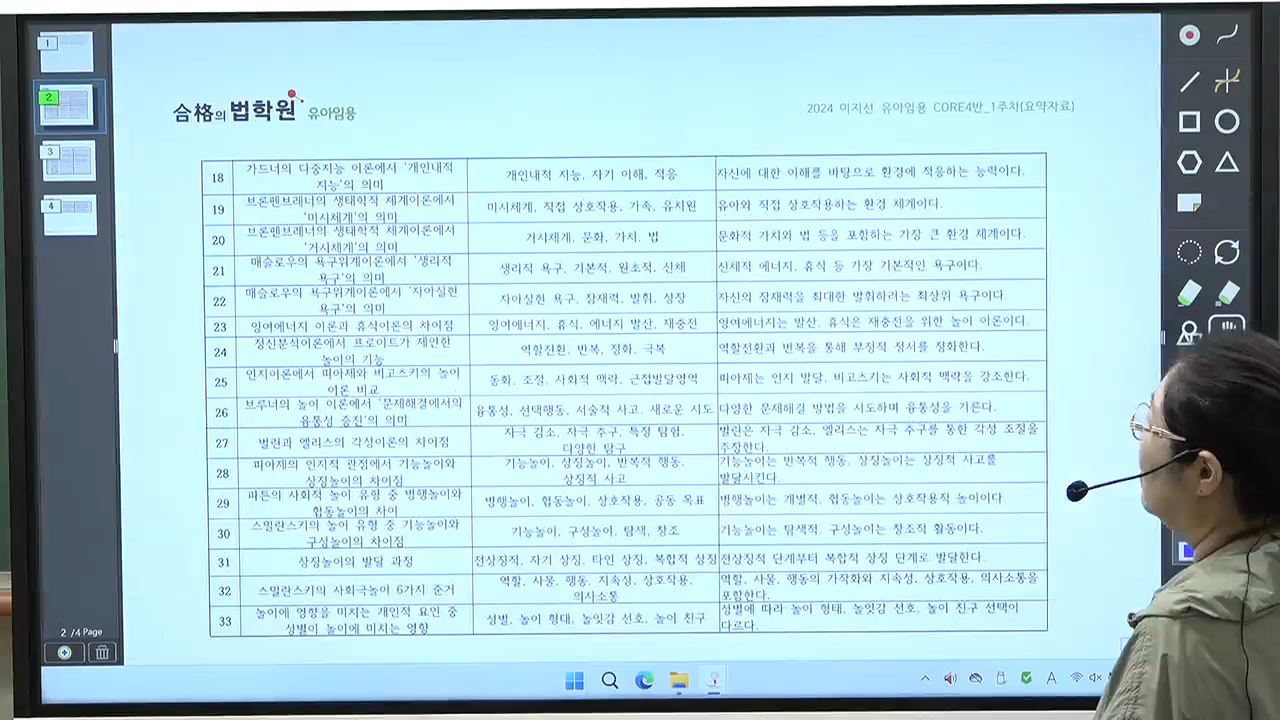 1
2
3
4
合格의 법학원 유아임용
2024 이지선 유아임용 CORE4반_1주차(요약자료)
18 가드너의 다중지능 이론에서 '개인내적 지능'의 의미 개인내적 지능, 자기 이해, 적응 자신에 대한 이해를 바탕으로 환경에 적응하는 능력이다.
19 브론펜브레너의 생태학적 체계이론에서 '미시체계'의 의미 미시체계, 직접 상호작용, 가족, 유치원 유아와 직접 상호작용하는 환경 체계이다.
20 브론펜브레너의 생태학적 체계이론에서 '거시체계'의 의미 거시체계, 문화, 가치, 법 문화적 가치와 법 등을 포함하는 가장 큰 환경 체계이다.
21 매슬로우의 욕구위계이론에서 '생리적 욕구'의 의미 생리적 욕구, 기본적, 원초적, 신체 신체적 에너지, 휴식 등 가장 기본적인 욕구이다.
22 매슬로우의 욕구위계이론에서 '자아실현 욕구'의 의미 자아실현 욕구, 잠재력, 발휘, 성장 자신의 잠재력을 최대한 발휘하려는 최상위 욕구이다.
23 잉여에너지 이론과 휴식이론의 차이점 잉여에너지, 휴식, 에너지 발산, 재충전 잉여에너지는 발산, 휴식은 재충전을 위한 놀이 이론이다.
24 정신분석이론에서 프로이트가 제안한 놀이의 기능 역할전환, 반복, 정화, 극복 역할전환과 반복을 통해 부정적 정서를 정화한다.
25 인지이론에서 피아제와 비고츠키의 놀이 이론 비교 동화, 조절, 사회적 맥락, 근접발달영역 피아제는 인지 발달, 비고츠키는 사회적 맥락을 강조한다.
26 브루너의 놀이 이론에서 '문제해결에서의 융통성 증진'의 의미 융통성, 선택행동, 서술적 사고, 새로운 시도 다양한 문제해결 방법을 시도하며 융통성을 기른다.
27 벌린과 엘리스의 각성이론의 차이점 자극 감소, 자극 추구, 특정 탐험, 다양한 탐구 벌린은 자극 감소, 엘리스는 자극 추구를 통한 각성 조절을 주장한다.
28 피아제의 인지적 관점에서 기능놀이와 상징놀이의 차이점 기능놀이, 상징놀이, 반복적 행동, 상징적 사고 기능놀이는 반복적 행동, 상징놀이는 상징적 사고를 발달시킨다.
29 파튼의 사회적 놀이 유형 중 병행놀이와 합동놀이의 차이 병행놀이, 협동놀이, 상호작용, 공동 목표 병행놀이는 개별적, 협동놀이는 상호작용적 놀이이다.
30 스밀란스키의 놀이 유형 중 기능놀이와 구성놀이의 차이점 기능놀이, 구성놀이, 탐색, 창조 기능놀이는 탐색적, 구성놀이는 창조적 활동이다.
31 상징놀이의 발달 과정 전상징적, 자기 상징, 타인 상징, 복합적 상징 전상징적 단계부터 복합적 상징 단계로 발달한다.
32 스밀란스키의 사회극놀이 6가지 준거 역할, 사물, 행동, 지속성, 상호작용, 의사소통 역할, 사물, 행동의 가작화와 지속성, 상호작용, 의사소통을 포함한다.
33 놀이에 영향을 미치는 개인적 요인 중 성별이 놀이에 미치는 영향 성별, 놀이 형태, 놀잇감 선호, 놀이 친구 성별에 따라 놀이 형태, 놀잇감 선호, 놀이 친구 선택이 다르다.
2 /4 Page
A